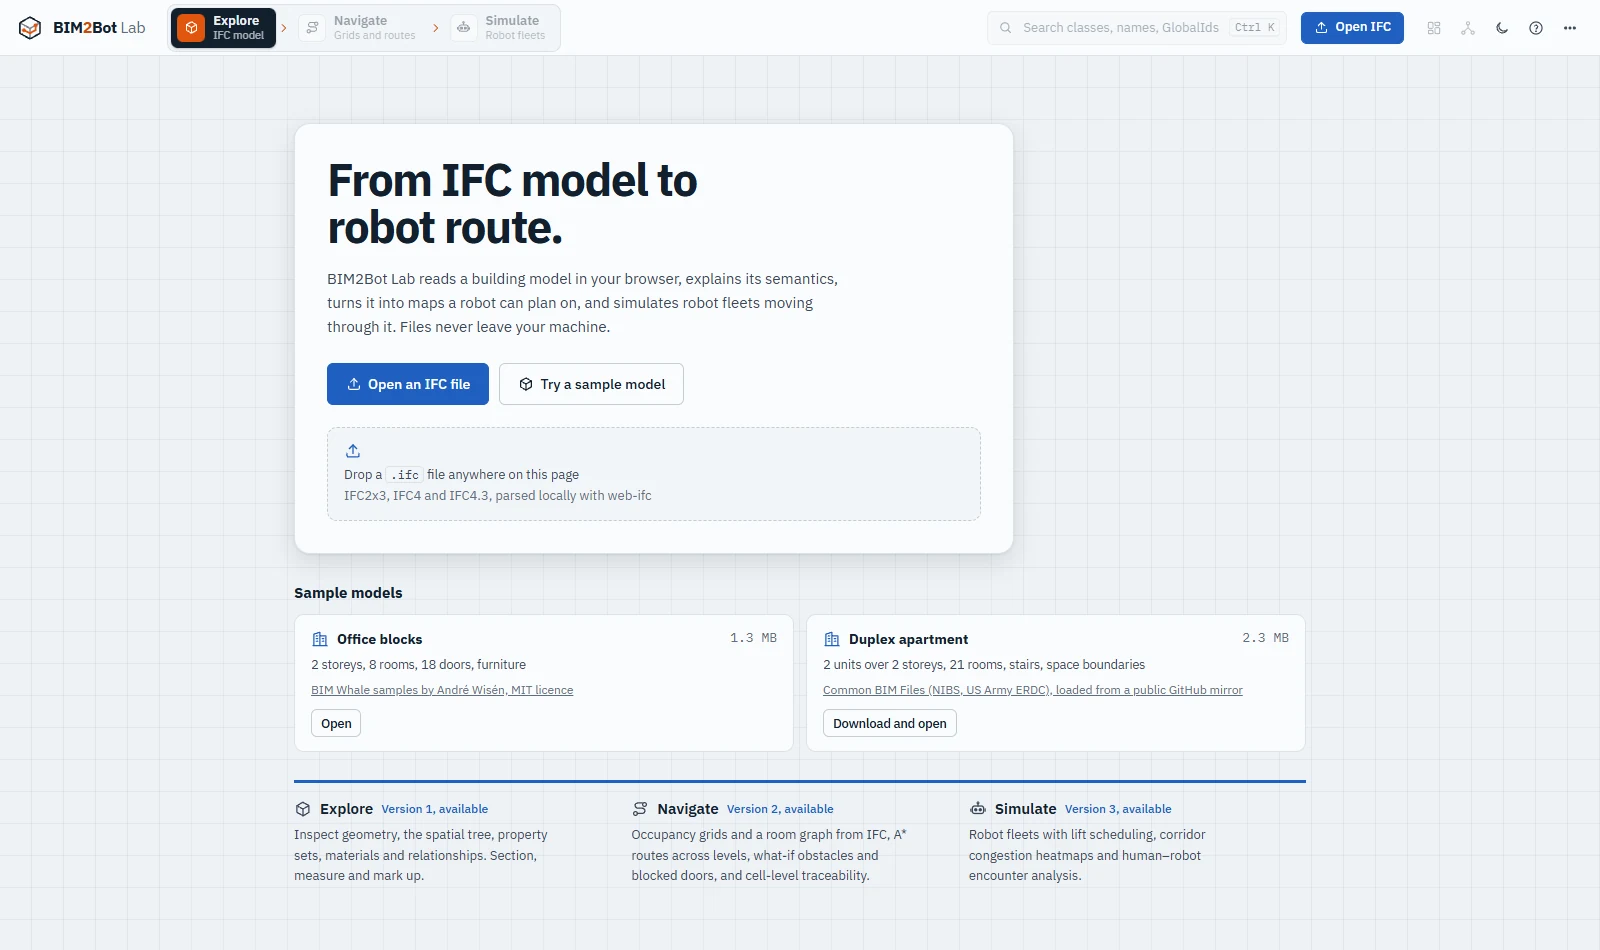 BIM2Bot Lab
Explore
IFC model
Navigate
Grids and routes
Simulate
Robot fleets
Search classes, names, GlobalIds
Ctrl K
Open IFC
From IFC model to
robot route.
BIM2Bot Lab reads a building model in your browser, explains its semantics,
turns it into maps a robot can plan on, and simulates robot fleets moving
through it. Files never leave your machine.
Open an IFC file
Try a sample model
Drop a .ifc file anywhere on this page
IFC2x3, IFC4 and IFC4.3, parsed locally with web-ifc
Sample models
Office blocks
1.3 MB
2 storeys, 8 rooms, 18 doors, furniture
BIM Whale samples by André Wisén, MIT licence
Open
Duplex apartment
2.3 MB
2 units over 2 storeys, 21 rooms, stairs, space boundaries
Common BIM Files (NIBS, US Army ERDC), loaded from a public GitHub mirror
Download and open
Explore Version 1, available
Inspect geometry, the spatial tree, property
sets, materials and relationships. Section,
measure and mark up.
Navigate Version 2, available
Occupancy grids and a room graph from IFC, A*
routes across levels, what-if obstacles and
blocked doors, and cell-level traceability.
Simulate Version 3, available
Robot fleets with lift scheduling, corridor
congestion heatmaps and human–robot
encounter analysis.